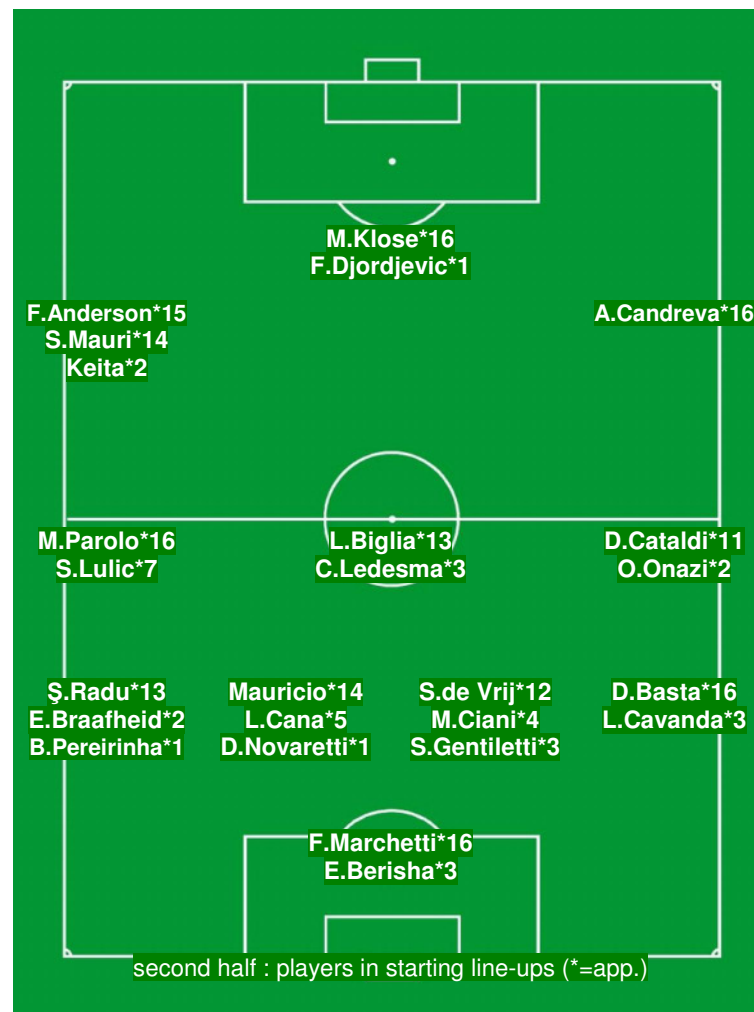 M.Klose*16
F.Djordjevic*1
F.Anderson*15
S.Mauri*14
Keita*2
A.Candreva*16
M.Parolo*16
S.Lulic*7
L.Biglia*13
C.Ledesma*3
D.Cataldi*11
O.Onazi*2
Ş.Radu*13
E.Braafheid*2
B.Pereirinha*1
Mauricio*14
L.Cana*5
D.Novaretti*1
S.de Vrij*12
M.Ciani*4
S.Gentiletti*3
D.Basta*16
L.Cavanda*3
F.Marchetti*16
E.Berisha*3
second half : players in starting line-ups (*=app.)